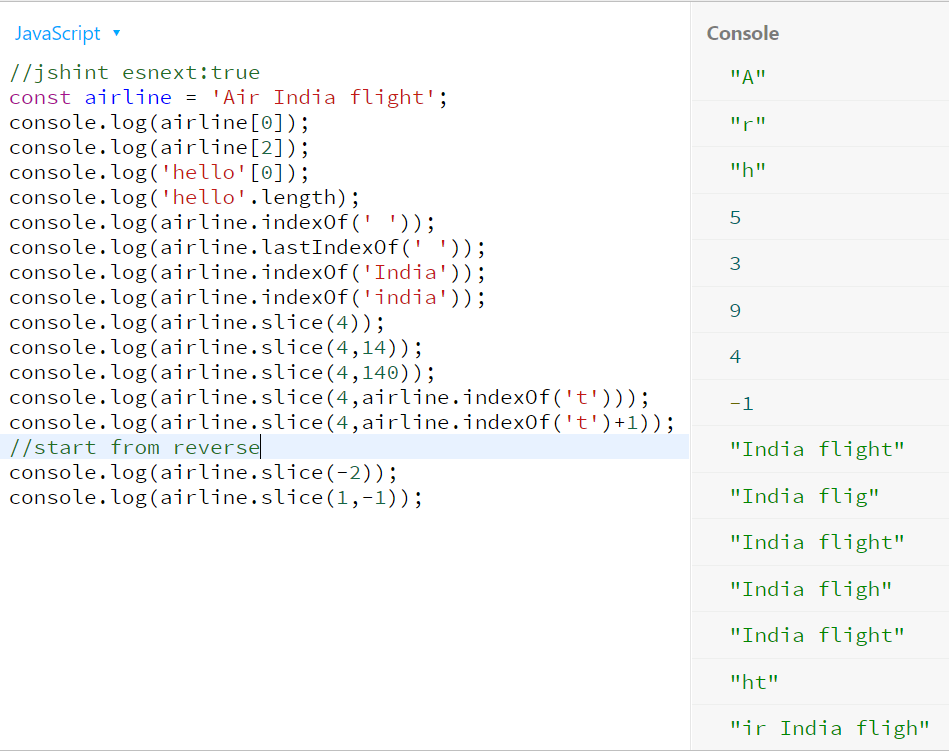 JavaScript ▾
//jshint esnext:true
const airline = 'Air India flight';
console.log(airline[0]);
console.log(airline[2]);
console.log('hello'[0]);
console.log('hello'.length);
console.log(airline.indexOf(' '));
console.log(airline.lastIndexOf(' '));
console.log(airline.indexOf('India'));
console.log(airline.indexOf('india'));
console.log(airline.slice(4));
console.log(airline.slice(4,14));
console.log(airline.slice(4,140));
console.log(airline.slice(4,airline.indexOf('t')));
console.log(airline.slice(4,airline.indexOf('t')+1));
//start from reverse
console.log(airline.slice(-2));
console.log(airline.slice(1,-1));
Console
"A"
"r"
"h"
5
3
9
4
-1
"India flight"
"India flig"
"India flight"
"India fligh"
"India flight"
"ht"
"ir India fligh"